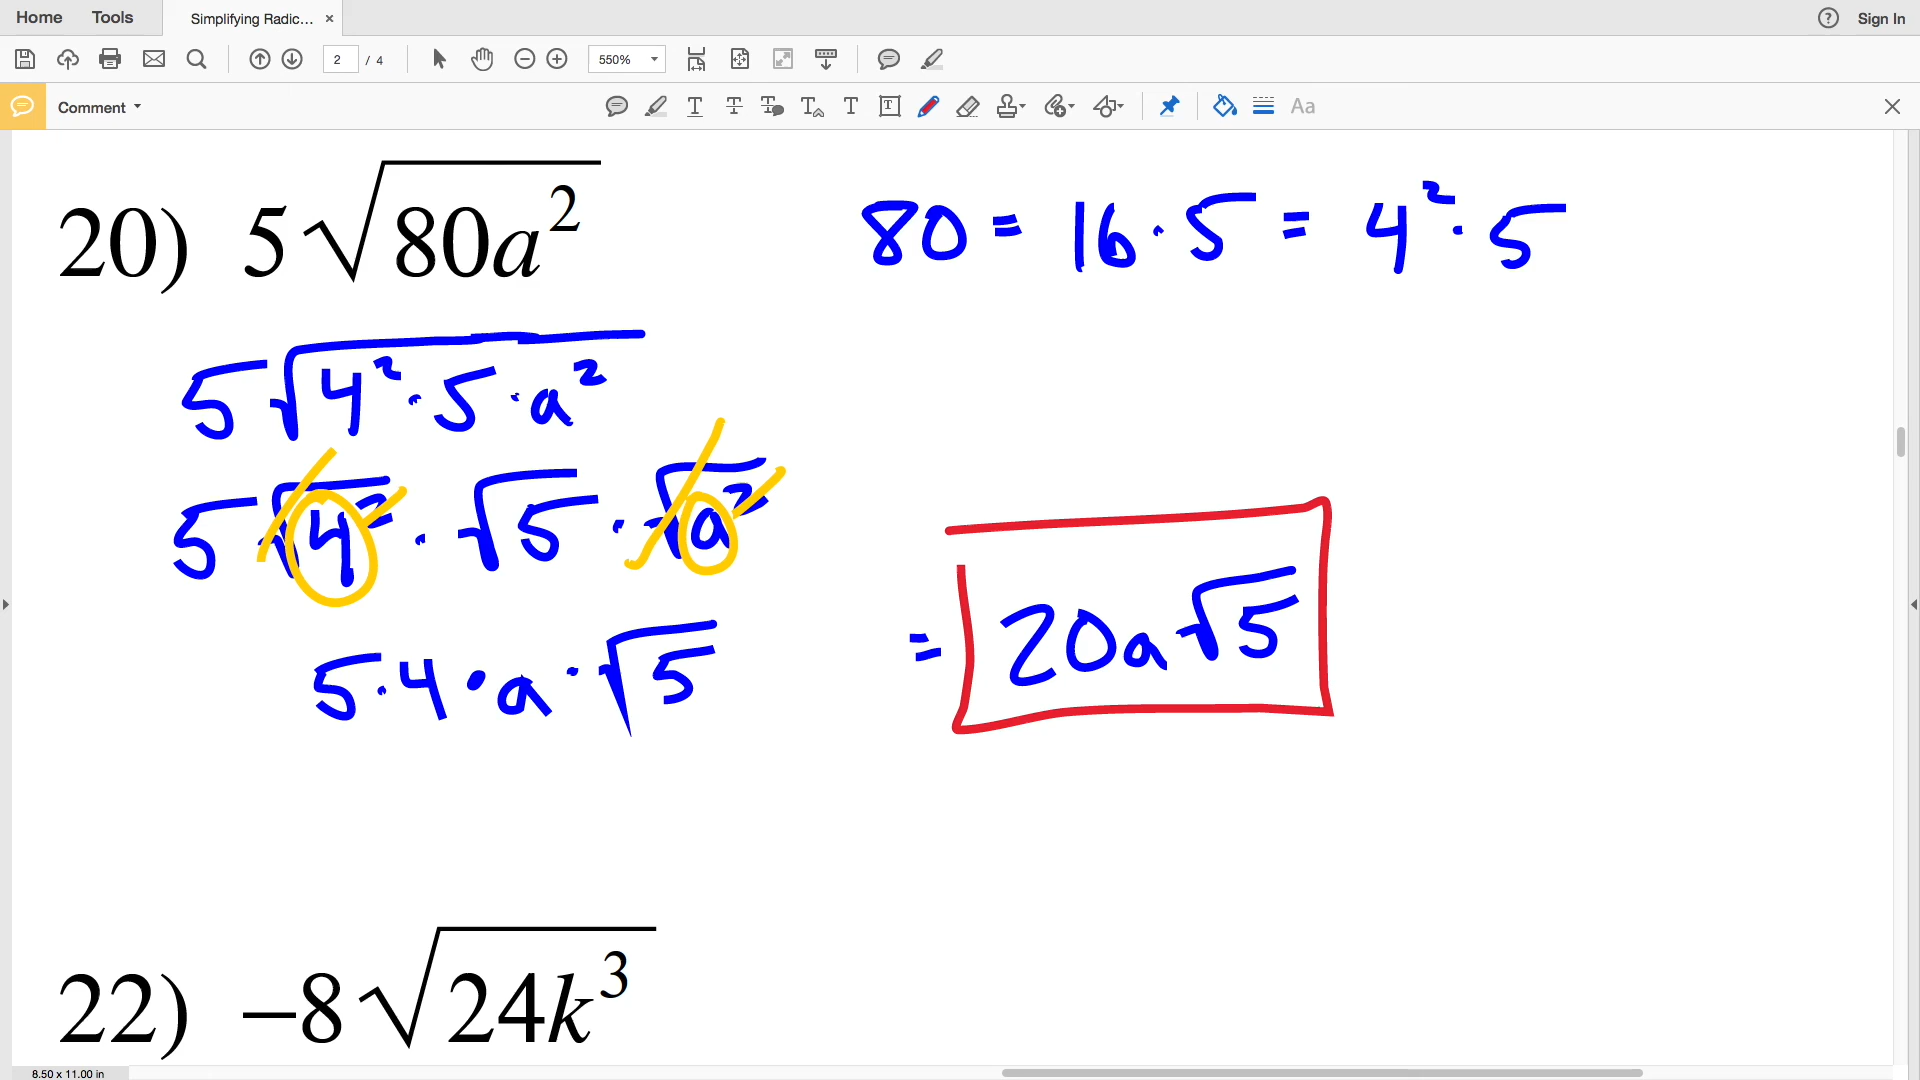 Home Tools Simplifying Radic... × ? Sign In
2 / 4 550%
Comment Aa
20) 5√80a² 80 = 16 · 5 = 4² · 5
5√4² · 5 · a²
5√4² · √5 · √a²
5 · 4 · a · √5 = 20a√5
22) –8√24k³
8.50 x 11.00 in